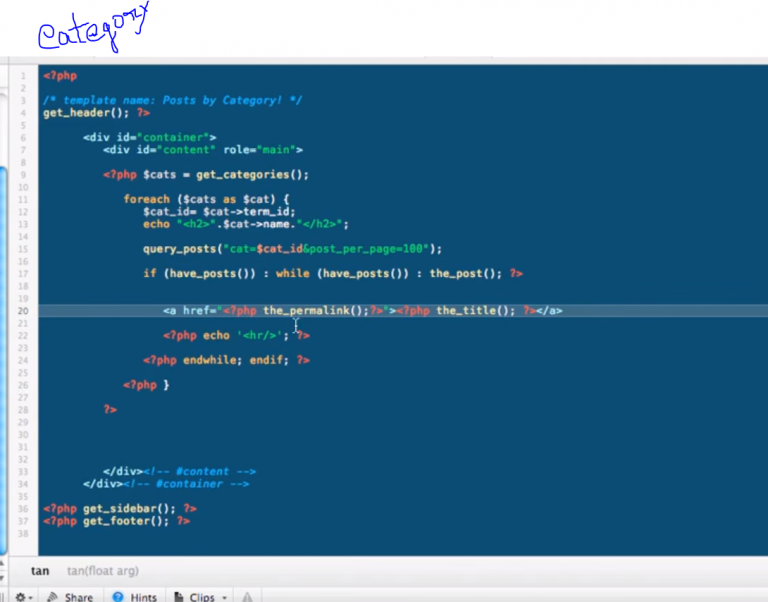 Category
1 <?php
2
3 /* template name: Posts by Category! */
4 get_header(); ?>
5
6 <div id="container">
7 <div id="content" role="main">
8
9 <?php $cats = get_categories();
10
11 foreach ($cats as $cat) {
12 $cat_id= $cat->term_id;
13 echo "<h2>".$cat->name."</h2>";
14
15 query_posts("cat=$cat_id&post_per_page=100");
16
17 if (have_posts()) : while (have_posts()) : the_post(); ?>
18
19
20 <a href="<?php the_permalink();?>"><?php the_title(); ?></a>
21
22 <?php echo '<hr/>'; ?>
23
24 <?php endwhile; endif; ?>
25
26 <?php }
27
28 ?>
29
30
31
32
33 </div><!-- #content -->
34 </div><!-- #container -->
35
36 <?php get_sidebar(); ?>
37 <?php get_footer(); ?>
38
tan tan(float arg)
Share Hints Clips